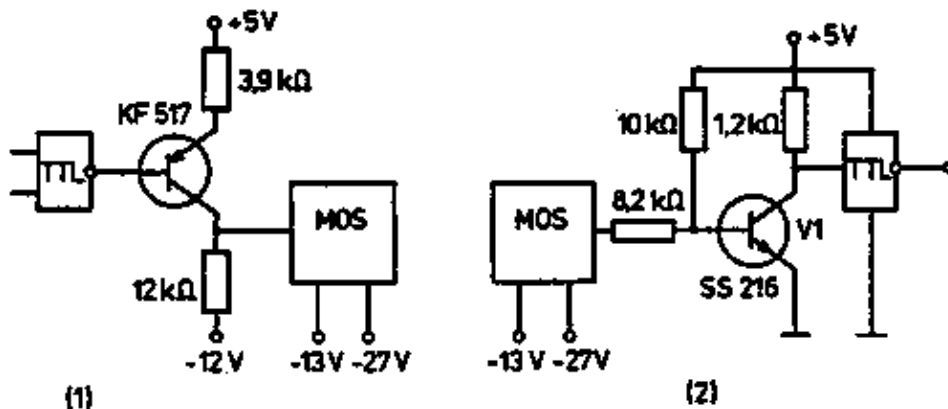 +5V
3,9 kΩ
KF 517
TTL
MOS
12 kΩ
-12 V
-13 V
-27 V
(1)
+5V
10 kΩ
1,2 kΩ
TTL
8,2 kΩ
MOS
V1
SS 216
-13 V
-27 V
(2)